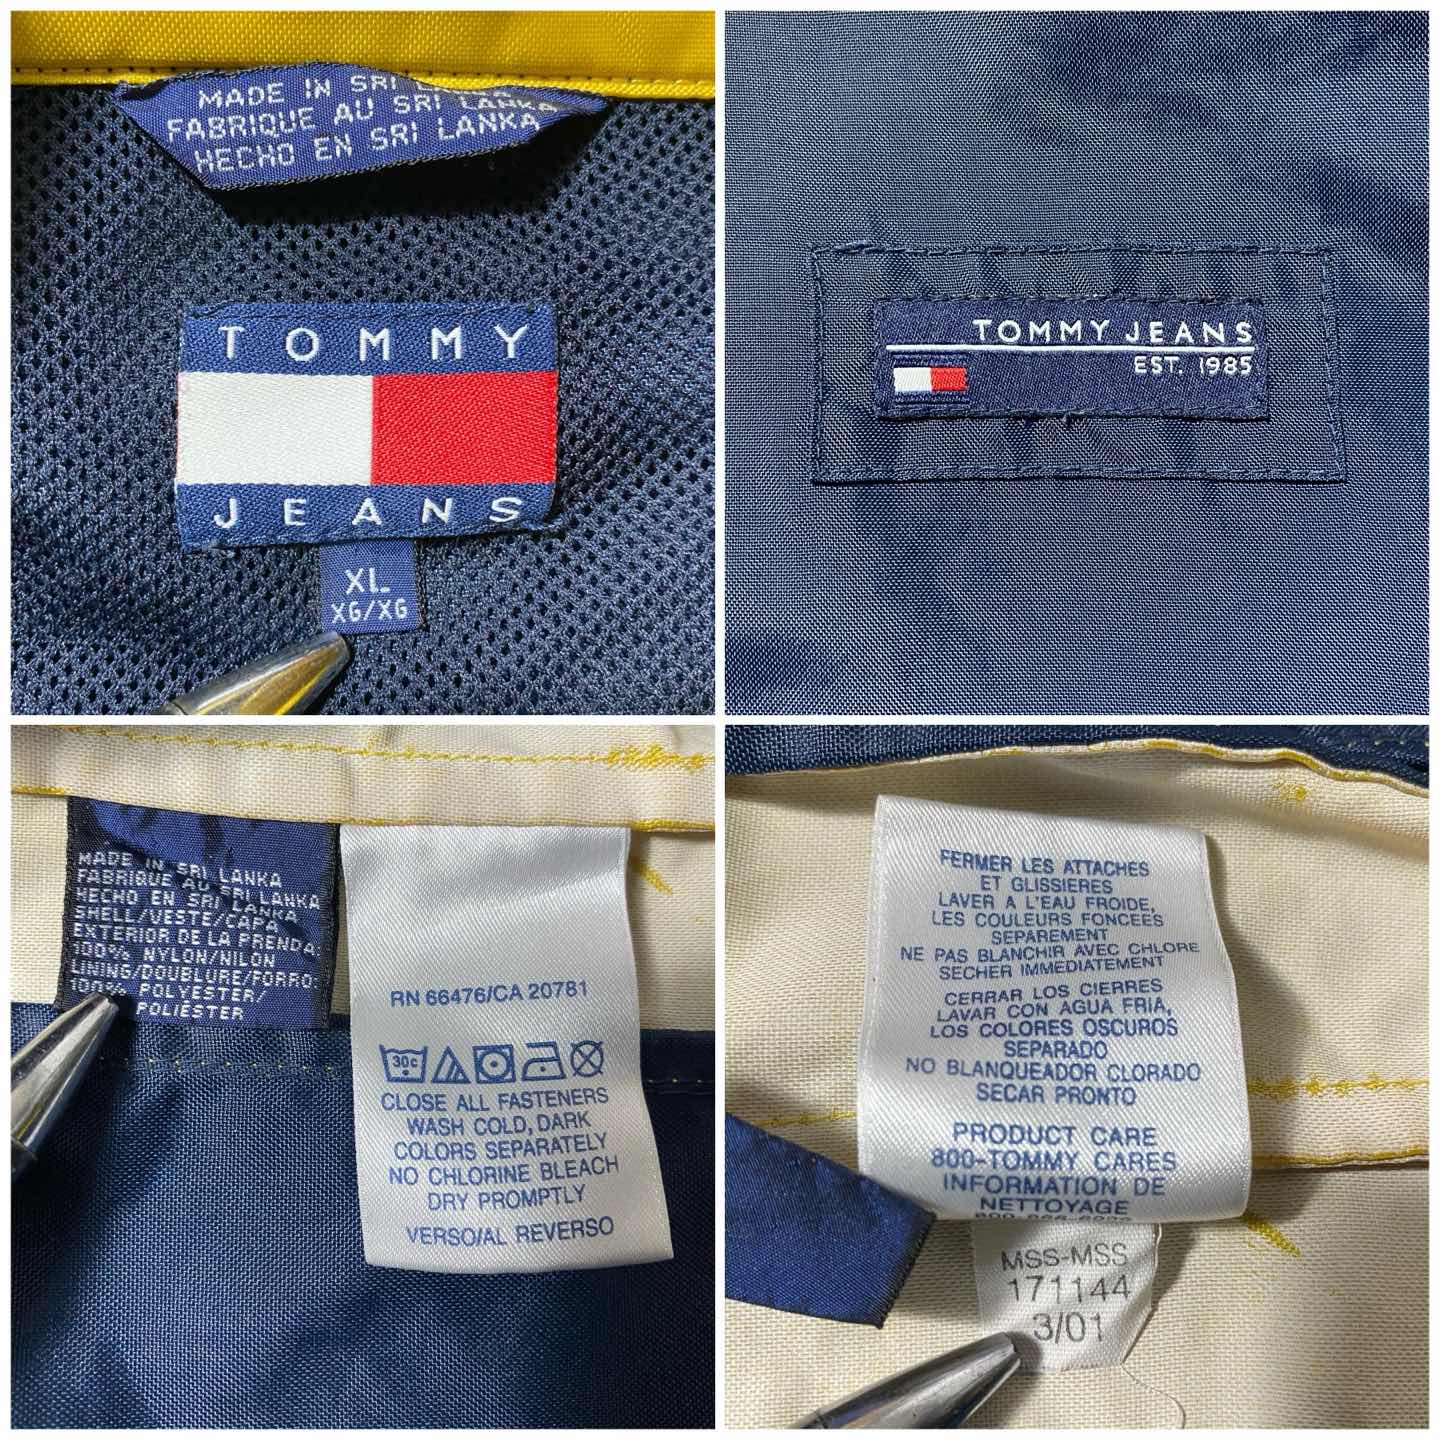 MADE IN SRI LANKA
FABRIQUE AU SRI LANKA
HECHO EN SRI LANKA
TOMMY
JEANS
XL
XG/XG
TOMMY JEANS
EST. 1985
MADE IN SRI LANKA
FABRIQUE AU SRI LANKA
HECHO EN SRI LANKA
SHELL/VESTE/CAPA
EXTERIOR DE LA PRENDA:
100% NYLON/NILON
LINING/DOUBLURE/FORRO:
100% POLYESTER/
POLIÉSTER
RN 66476/CA 20781
30c
CLOSE ALL FASTENERS
WASH COLD, DARK
COLORS SEPARATELY
NO CHLORINE BLEACH
DRY PROMPTLY
VERSO/AL REVERSO
FERMER LES ATTACHES
ET GLISSIERES
LAVER A L'EAU FROIDE,
LES COULEURS FONCEES
SEPAREMENT
NE PAS BLANCHIR AVEC CHLORE
SECHER IMMEDIATEMENT
CERRAR LOS CIERRES
LAVAR CON AGUA FRIA,
LOS COLORES OSCUROS
SEPARADO
NO BLANQUEADOR CLORADO
SECAR PRONTO
PRODUCT CARE
800-TOMMY CARES
INFORMATION DE
NETTOYAGE
MSS-MSS
171144
3/01